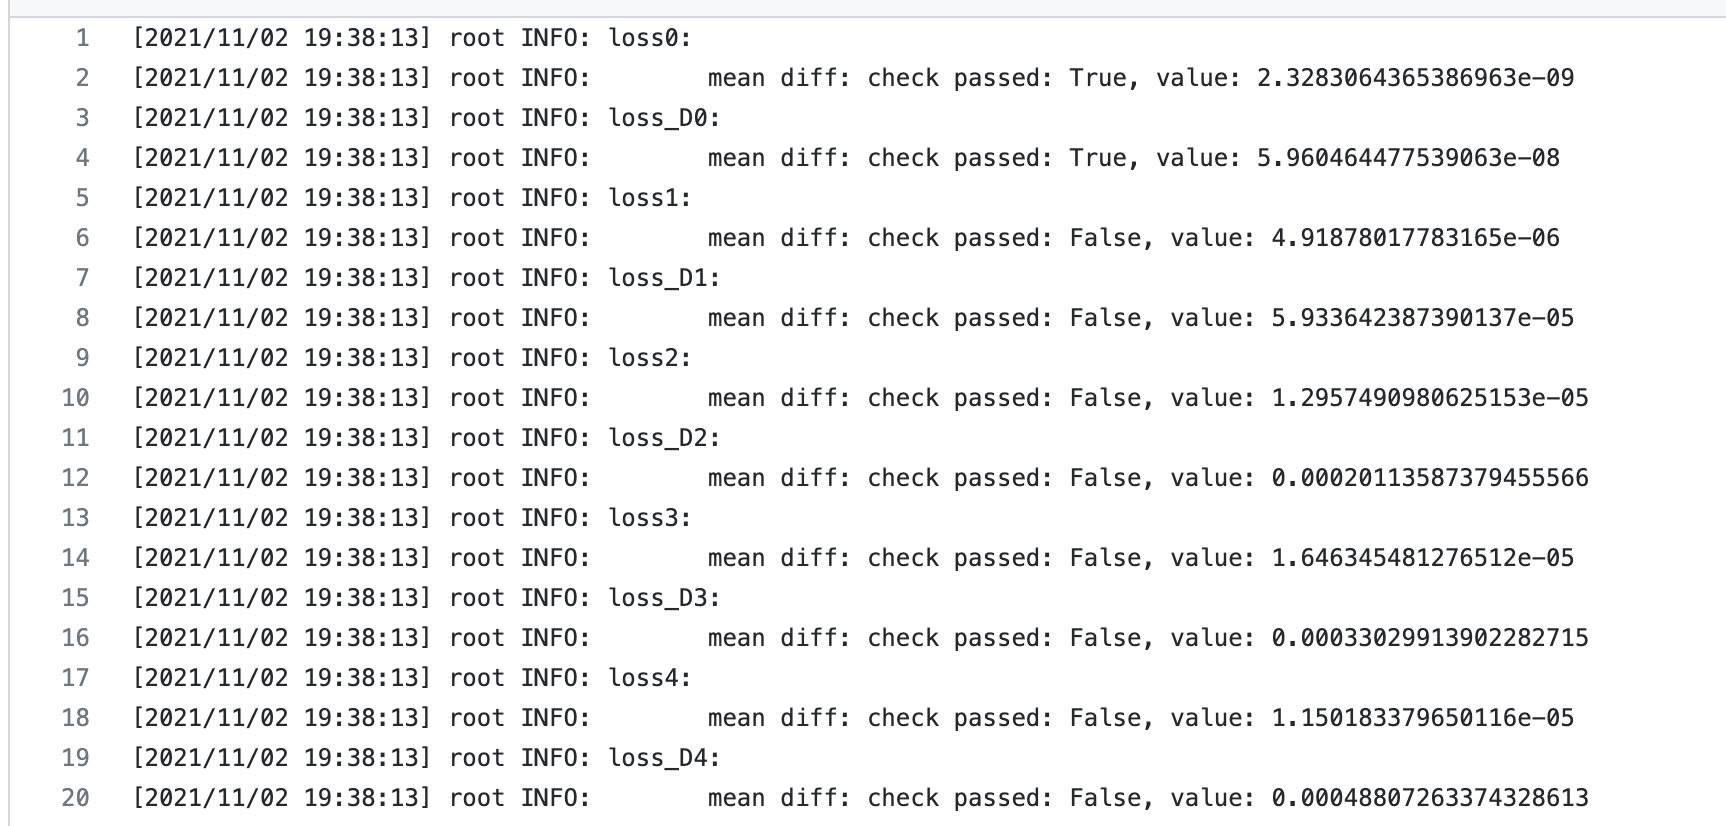 1 [2021/11/02 19:38:13] root INFO: loss0:
2 [2021/11/02 19:38:13] root INFO: mean diff: check passed: True, value: 2.3283064365386963e-09
3 [2021/11/02 19:38:13] root INFO: loss_D0:
4 [2021/11/02 19:38:13] root INFO: mean diff: check passed: True, value: 5.960464477539063e-08
5 [2021/11/02 19:38:13] root INFO: loss1:
6 [2021/11/02 19:38:13] root INFO: mean diff: check passed: False, value: 4.91878017783165e-06
7 [2021/11/02 19:38:13] root INFO: loss_D1:
8 [2021/11/02 19:38:13] root INFO: mean diff: check passed: False, value: 5.933642387390137e-05
9 [2021/11/02 19:38:13] root INFO: loss2:
10 [2021/11/02 19:38:13] root INFO: mean diff: check passed: False, value: 1.2957490980625153e-05
11 [2021/11/02 19:38:13] root INFO: loss_D2:
12 [2021/11/02 19:38:13] root INFO: mean diff: check passed: False, value: 0.00020113587379455566
13 [2021/11/02 19:38:13] root INFO: loss3:
14 [2021/11/02 19:38:13] root INFO: mean diff: check passed: False, value: 1.646345481276512e-05
15 [2021/11/02 19:38:13] root INFO: loss_D3:
16 [2021/11/02 19:38:13] root INFO: mean diff: check passed: False, value: 0.00033029913902282715
17 [2021/11/02 19:38:13] root INFO: loss4:
18 [2021/11/02 19:38:13] root INFO: mean diff: check passed: False, value: 1.150183379650116e-05
19 [2021/11/02 19:38:13] root INFO: loss_D4:
20 [2021/11/02 19:38:13] root INFO: mean diff: check passed: False, value: 0.00048807263374328613